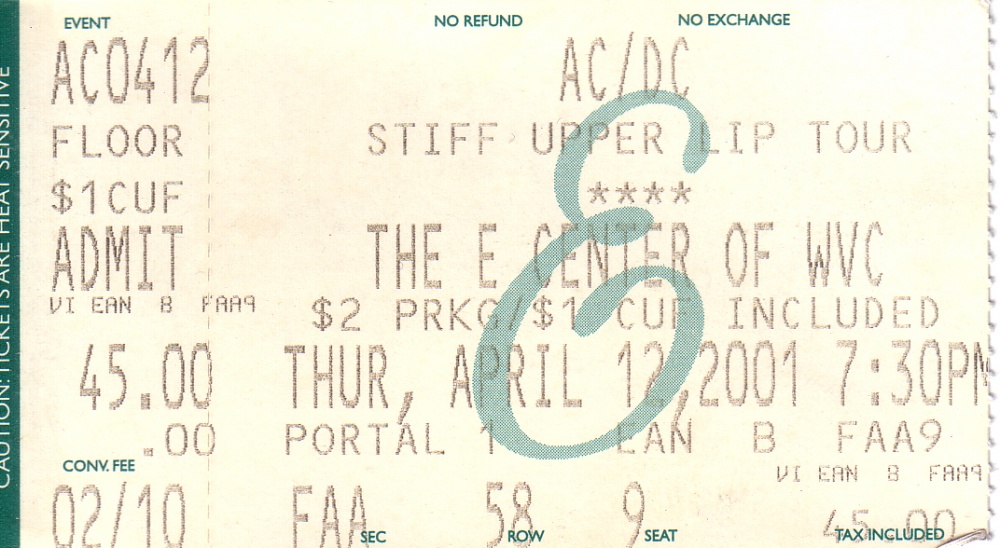 EVENT NO REFUND NO EXCHANGE
AC0412 AC/DC
FLOOR STIFF UPPER LIP TOUR
$1CUF ****
ADMIT THE E CENTER OF WVC
VI EAN B FAA9 $2 PRKG/$1 CUF INCLUDED
45.00 THUR, APRIL 12,2001 7:30PM
.00 PORTAL 1 EAN B FAA9
CONV. FEE VI EAN B FAA9
02/10 FAA 58 9 45.00
SEC ROW SEAT TAX INCLUDED
E
CAUTION: TICKETS ARE HEAT SENSITIVE